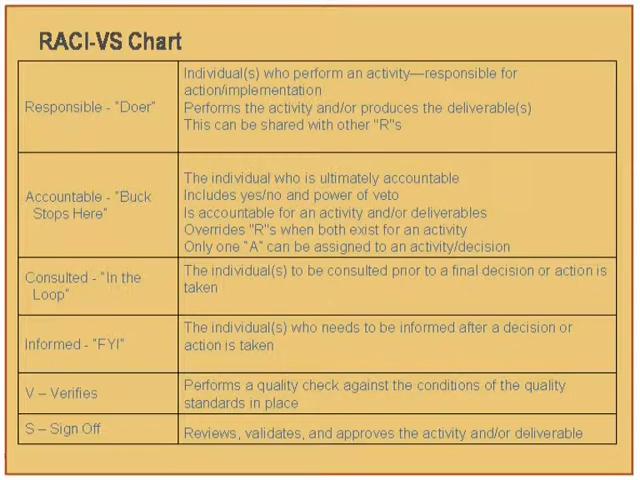 RACI-VS Chart
Responsible - "Doer"
Individual(s) who perform an activity—responsible for
action/implementation
Performs the activity and/or produces the deliverable(s)
This can be shared with other "R"s
Accountable - "Buck
Stops Here"
The individual who is ultimately accountable
Includes yes/no and power of veto
Is accountable for an activity and/or deliverables
Overrides "R"s when both exist for an activity
Only one "A" can be assigned to an activity/decision
Consulted - "In the
Loop"
The individual(s) to be consulted prior to a final decision or action is
taken
Informed - "FYI"
The individual(s) who needs to be informed after a decision or
action is taken
V – Verifies
Performs a quality check against the conditions of the quality
standards in place
S – Sign Off
Reviews, validates, and approves the activity and/or deliverable